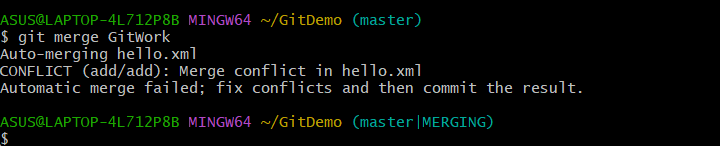 ASUS@LAPTOP-4L712P8B MINGW64 ~/GitDemo (master)
$ git merge GitWork
Auto-merging hello.xml
CONFLICT (add/add): Merge conflict in hello.xml
Automatic merge failed; fix conflicts and then commit the result.
ASUS@LAPTOP-4L712P8B MINGW64 ~/GitDemo (master|MERGING)
$